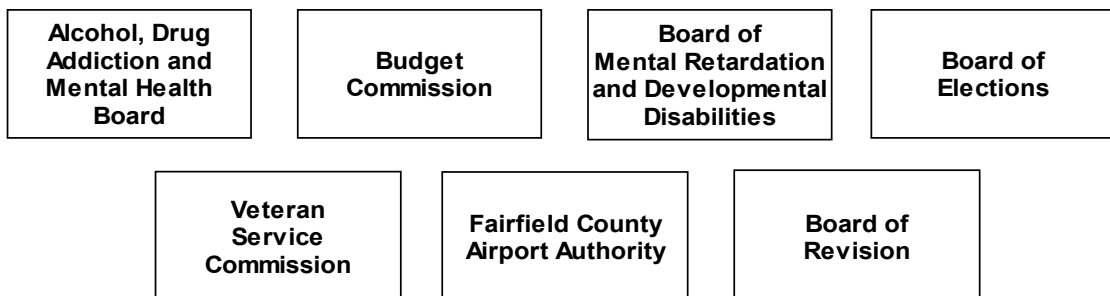 Alcohol, Drug
Addiction and
Mental Health
Board
Budget
Commission
Board of
Mental Retardation
and Developmental
Disabilities
Board of
Elections
Veteran
Service
Commission
Fairfield County
Airport Authority
Board of
Revision